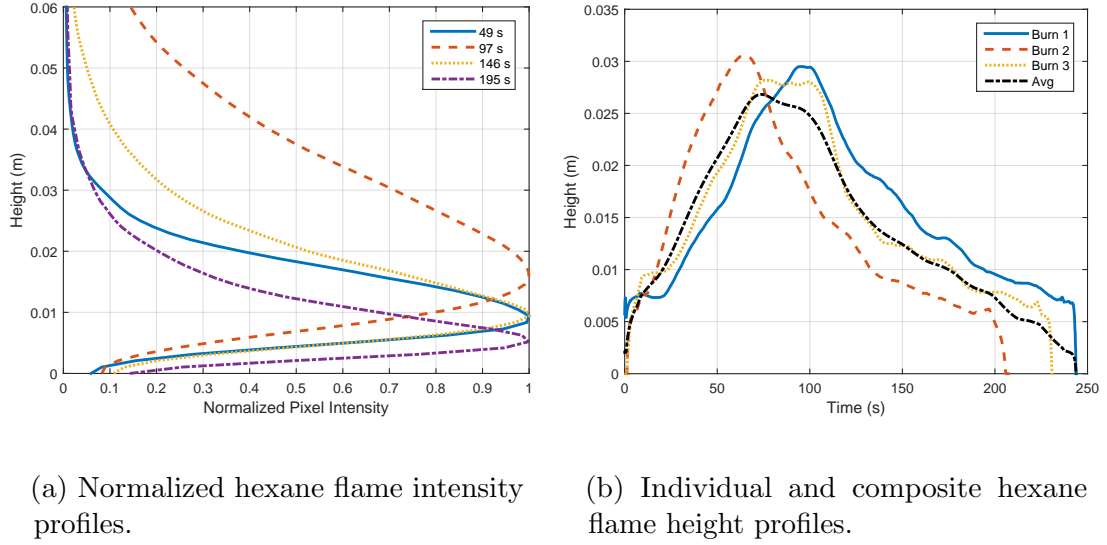 0.06
0.05
0.04
0.03
0.02
0.01
0
Height (m)
0 0.1 0.2 0.3 0.4 0.5 0.6 0.7 0.8 0.9 1
Normalized Pixel Intensity
49 s
97 s
146 s
195 s
0.035
0.03
0.025
0.02
0.015
0.01
0.005
0
Height (m)
0 50 100 150 200 250
Time (s)
Burn 1
Burn 2
Burn 3
Avg
(a) Normalized hexane flame intensity
profiles.
(b) Individual and composite hexane
flame height profiles.